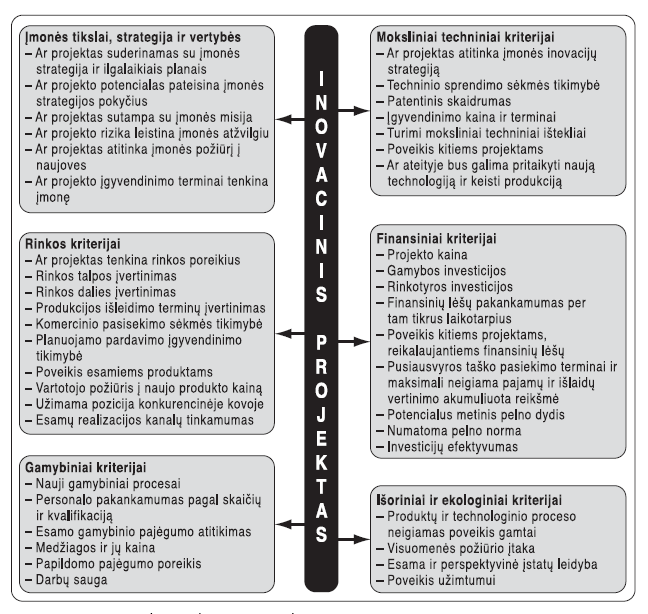 Įmonės tikslai, strategija ir vertybės
– Ar projektas suderinamas su įmonės
strategija ir ilgalaikiais planais
– Ar projekto potencialas pateisina įmonės
strategijos pokyčius
– Ar projektas sutampa su įmonės misija
– Ar projekto rizika leistina įmonės atžvilgiu
– Ar projektas atitinka įmonės požiūrį į
naujoves
– Ar projekto įgyvendinimo terminai tenkina
įmonę
Rinkos kriterijai
– Ar projektas tenkina rinkos poreikius
– Rinkos talpos įvertinimas
– Rinkos dalies įvertinimas
– Produkcijos išleidimo terminų įvertinimas
– Komercinio pasisekimo sėkmės tikimybė
– Planuojamo pardavimo įgyvendinimo
tikimybė
– Poveikis esamiems produktams
– Vartotojo požiūris į naujo produkto kainą
– Užimama pozicija konkurencinėje kovoje
– Esamų realizacijos kanalų tinkamumas
Gamybiniai kriterijai
– Nauji gamybiniai procesai
– Personalo pakankamumas pagal skaičių
ir kvalifikaciją
– Esamo gamybinio pajėgumo atitikimas
– Medžiagos ir jų kaina
– Papildomo pajėgumo poreikis
– Darbų sauga
INOVACINIS PROJEKTAS
Moksliniai techniniai kriterijai
– Ar projektas atitinka įmonės inovacijų
strategiją
– Techninio sprendimo sėkmės tikimybė
– Patentinis skaidrumas
– Įgyvendinimo kaina ir terminai
– Turimi moksliniai techniniai ištekliai
– Poveikis kitiems projektams
– Ar ateityje bus galima pritaikyti naują
technologiją ir keisti produkciją
Finansiniai kriterijai
– Projekto kaina
– Gamybos investicijos
– Rinkotyros investicijos
– Finansinių lėšų pakankamumas per
tam tikrus laikotarpius
– Poveikis kitiems projektams,
reikalaujantiems finansinių lėšų
– Pusiausvyros taško pasiekimo terminai ir
maksimali neigiama pajamų ir išlaidų
vertinimo akumuliuota reikšmė
– Potencialus metinis pelno dydis
– Numatoma pelno norma
– Investicijų efektyvumas
Išoriniai ir ekologiniai kriterijai
– Produktų ir technologinio proceso
neigiamas poveikis gamtai
– Visuomenės požiūrio įtaka
– Esama ir perspektyvinė įstatų leidyba
– Poveikis užimtumui